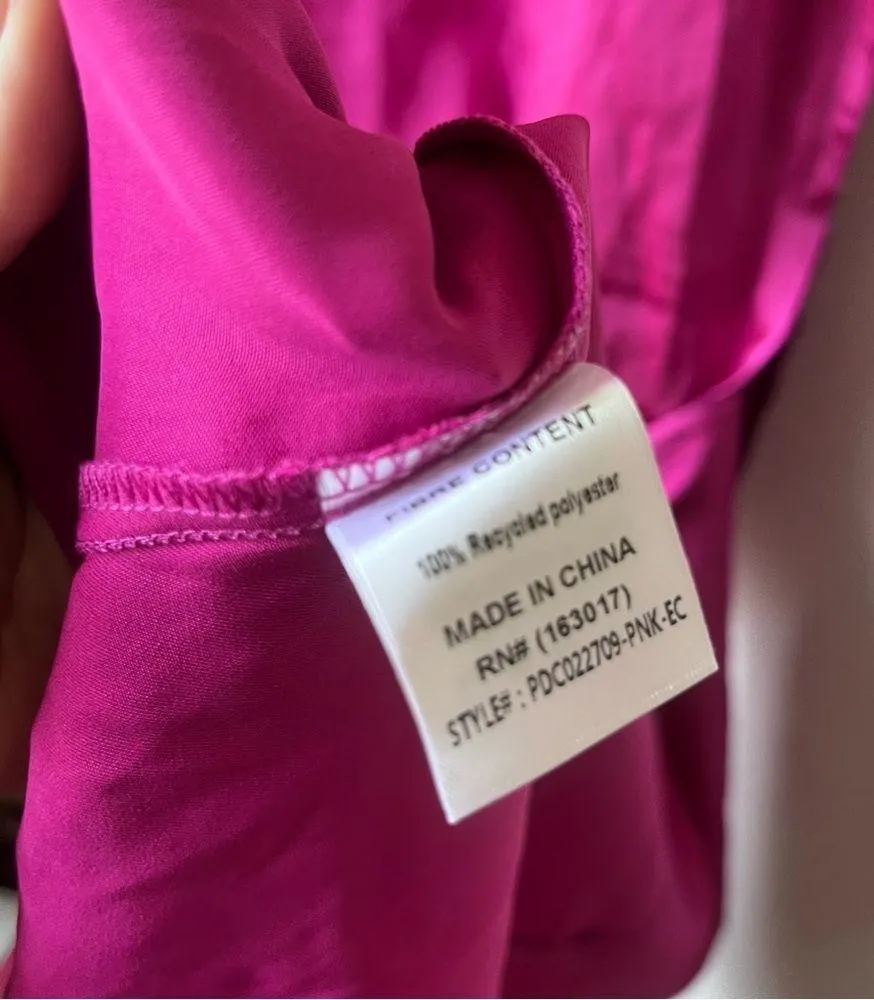 FIBRE CONTENT
100% Recycled polyester
MADE IN CHINA
RN# (163017)
STYLE# : PDC022709-PNK-EC